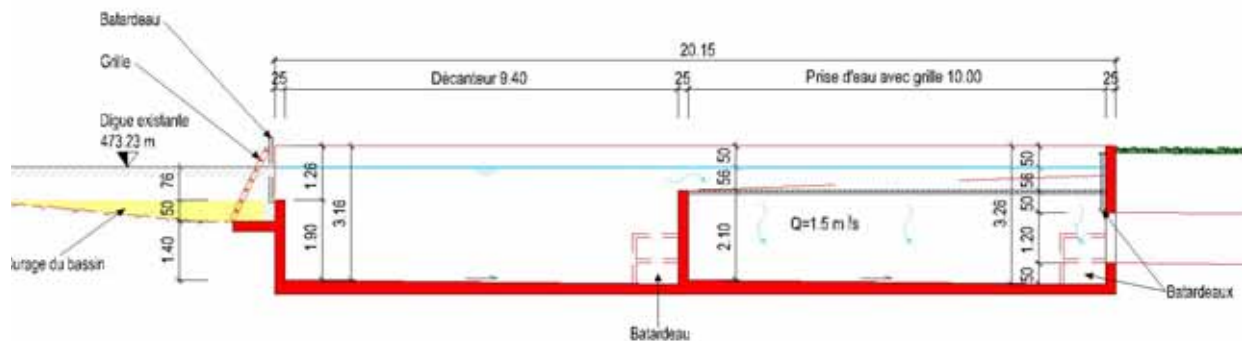 Batardeau
Grille
20.15
25
Décanteur 9.40
25
Prise d'eau avec grille 10.00
25
Digue existante
473.23 m
76
50
1.40
1.26
1.90
3.16
50
56
2.10
Q=1.5 m³/s
3.26
50
56
50
1.20
50
urage du bassin
Batardeau
Batardeaux